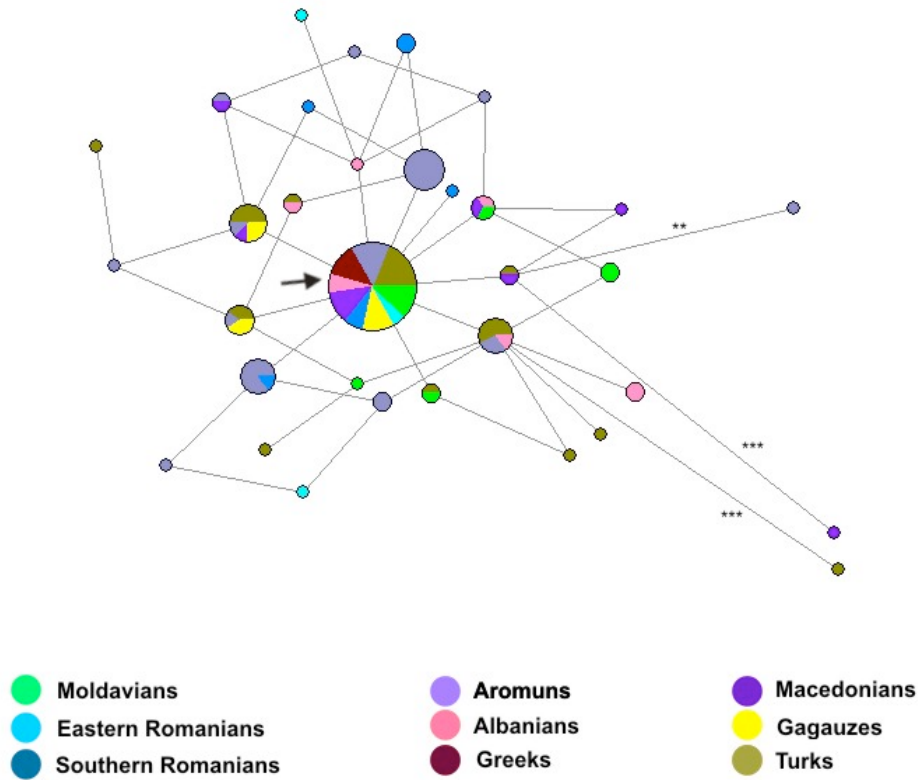 **
***
***
Moldavians
Eastern Romanians
Southern Romanians
Aromuns
Albanians
Greeks
Macedonians
Gagauzes
Turks